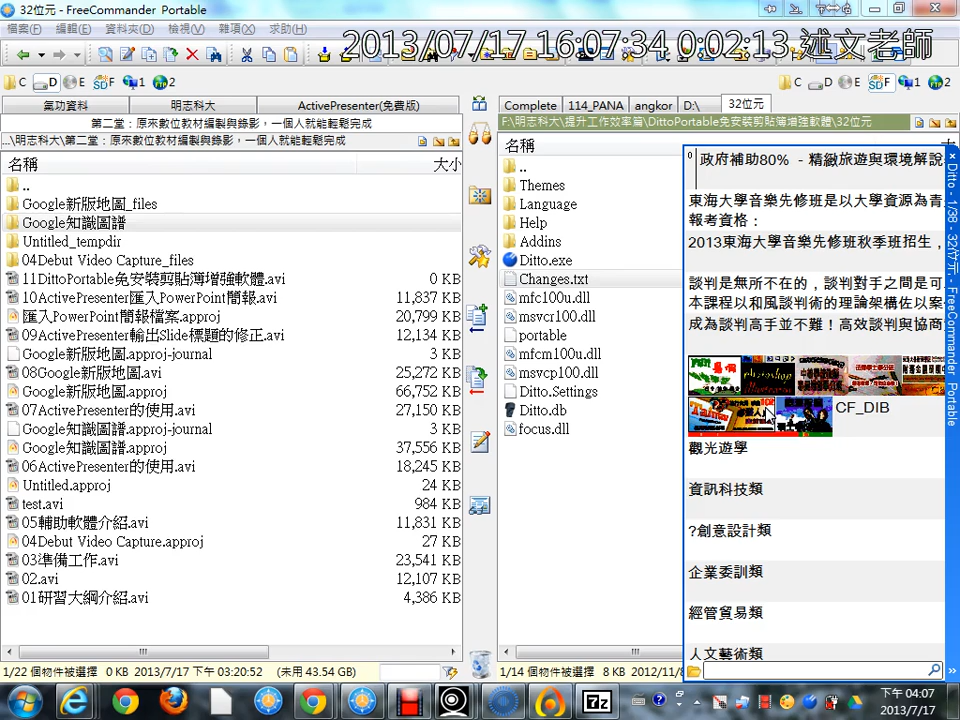 32位元 - FreeCommander Portable
檔案(F) 編輯(E) 資料夾(D) 檢視(V) 雜項(X) 求助(H)
2013/07/17 16:07:34 0:02:13 述文老師
C D E F 1 2
C D E F 1 2
氣功資料 明志科大 ActivePresenter(免費版)
Complete 114_PANA angkor D:\ 32位元
第二堂：原來數位教材編製與錄影，一個人就能輕鬆完成
...\明志科大\第二堂：原來數位教材編製與錄影，一個人就能輕鬆完成
F:\明志科大\提升工作效率篇\DittoPortable免安裝剪貼簿增強軟體\32位元
名稱 大小
..
Google新版地圖_files
Google知識圖譜
Untitled_tempdir
04Debut Video Capture_files
11DittoPortable免安裝剪貼簿增強軟體.avi 0 KB
10ActivePresenter匯入PowerPoint簡報.avi 11,837 KB
匯入PowerPoint簡報檔案.approj 20,799 KB
09ActivePresenter輸出Slide標題的修正.avi 12,134 KB
Google新版地圖.approj-journal 3 KB
08Google新版地圖.avi 25,272 KB
Google新版地圖.approj 66,752 KB
07ActivePresenter的使用.avi 27,150 KB
Google知識圖譜.approj-journal 3 KB
Google知識圖譜.approj 37,556 KB
06ActivePresenter的使用.avi 18,245 KB
Untitled.approj 24 KB
test.avi 984 KB
05輔助軟體介紹.avi 11,831 KB
04Debut Video Capture.approj 27 KB
03準備工作.avi 23,541 KB
02.avi 12,107 KB
01研習大綱介紹.avi 4,386 KB
名稱
..
Themes
Language
Help
Addins
Ditto.exe
Changes.txt
mfc100u.dll
msvcr100.dll
portable
mfcm100u.dll
msvcp100.dll
Ditto.Settings
Ditto.db
focus.dll
0 政府補助80% - 精緻旅遊與環境解說
東海大學音樂先修班是以大學資源為青
報考資格：
2013東海大學音樂先修班秋季班招生，
談判是無所不在的，談判對手之間是可
本課程以和風談判術的理論架構佐以案
成為談判高手並不難！高效談判與協商
CF_DIB
觀光遊學
資訊科技類
?創意設計類
企業委訓類
經管貿易類
人文藝術類
× Ditto - 1/38 - 32位元 - FreeCommander Portable
1/22 個物件被選擇 0 KB 2013/7/17 下午 03:20:52 (未用 43.54 GB)
1/14 個物件被選擇 8 KB 2012/11/8
下午 04:07
2013/7/17